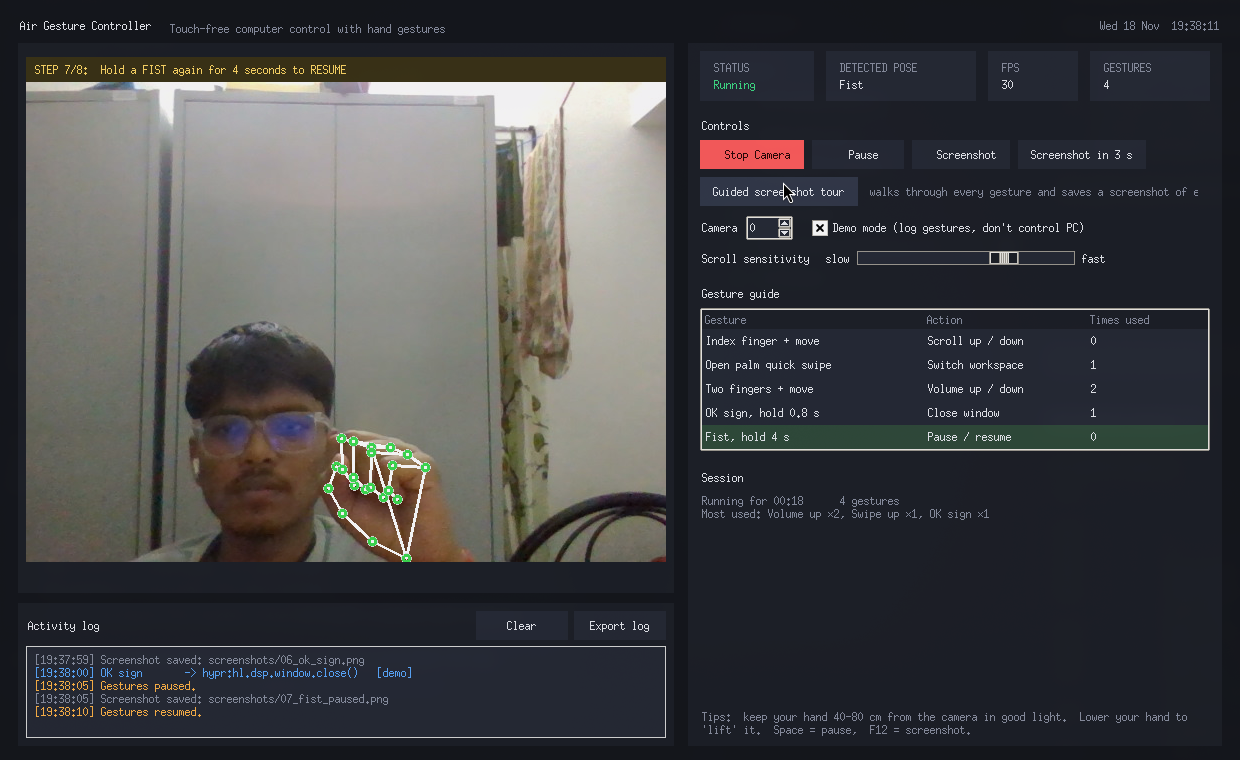 Air Gesture Controller Touch-free computer control with hand gestures Wed 18 Nov 19:38:11
STEP 7/8: Hold a FIST again for 4 seconds to RESUME
STATUS
Running
DETECTED POSE
Fist
FPS
30
GESTURES
4
Controls
Stop Camera Pause Screenshot Screenshot in 3 s
Guided screenshot tour walks through every gesture and saves a screenshot of e
Camera 0 Demo mode (log gestures, don't control PC)
Scroll sensitivity slow fast
Gesture guide
Gesture Action Times used
Index finger + move Scroll up / down 0
Open palm quick swipe Switch workspace 1
Two fingers + move Volume up / down 2
OK sign, hold 0.8 s Close window 1
Fist, hold 4 s Pause / resume 0
Session
Running for 00:18 4 gestures
Most used: Volume up ×2, Swipe up ×1, OK sign ×1
Activity log Clear Export log
[19:37:59] Screenshot saved: screenshots/06_ok_sign.png
[19:38:00] OK sign -> hypr:hl.dsp.window.close() [demo]
[19:38:05] Gestures paused.
[19:38:05] Screenshot saved: screenshots/07_fist_paused.png
[19:38:10] Gestures resumed.
Tips: keep your hand 40-80 cm from the camera in good light. Lower your hand to
'lift' it. Space = pause, F12 = screenshot.